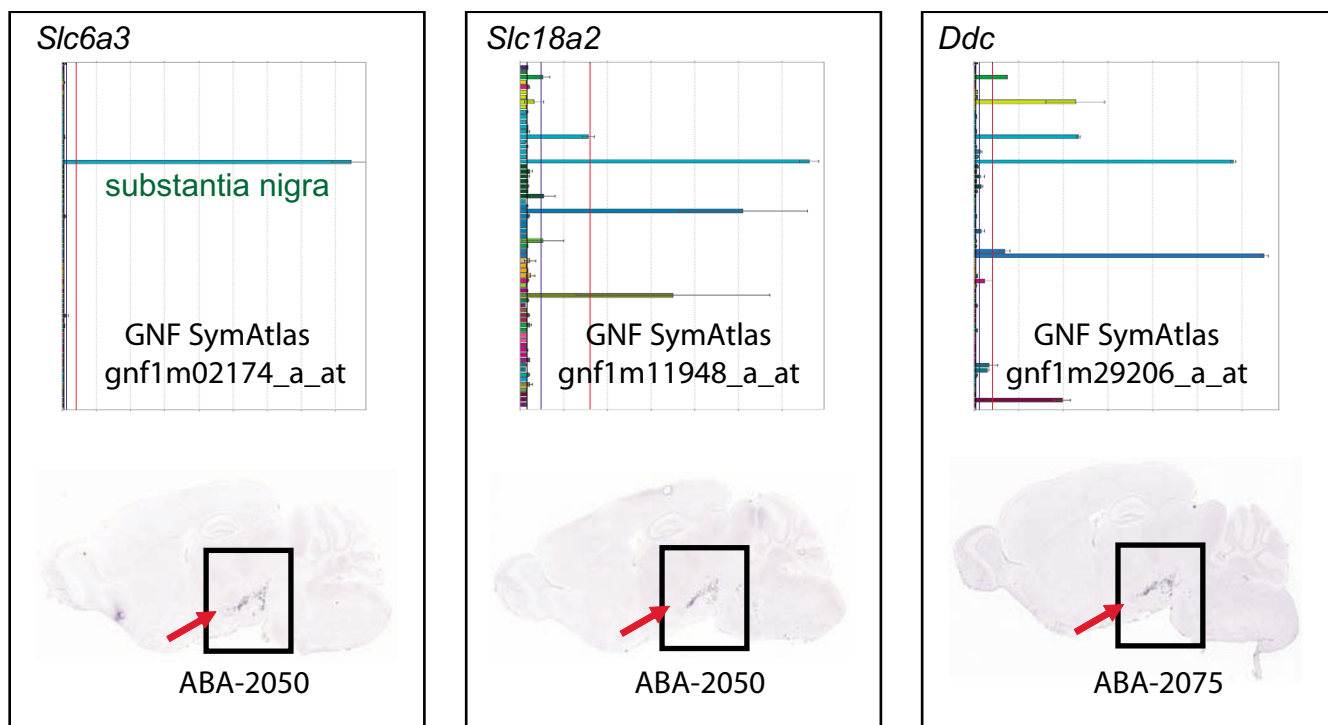 Slc6a3
substantia nigra
GNF SymAtlas
gnf1m02174_a_at
ABA-2050
Slc18a2
GNF SymAtlas
gnf1m11948_a_at
ABA-2050
Ddc
GNF SymAtlas
gnf1m29206_a_at
ABA-2075